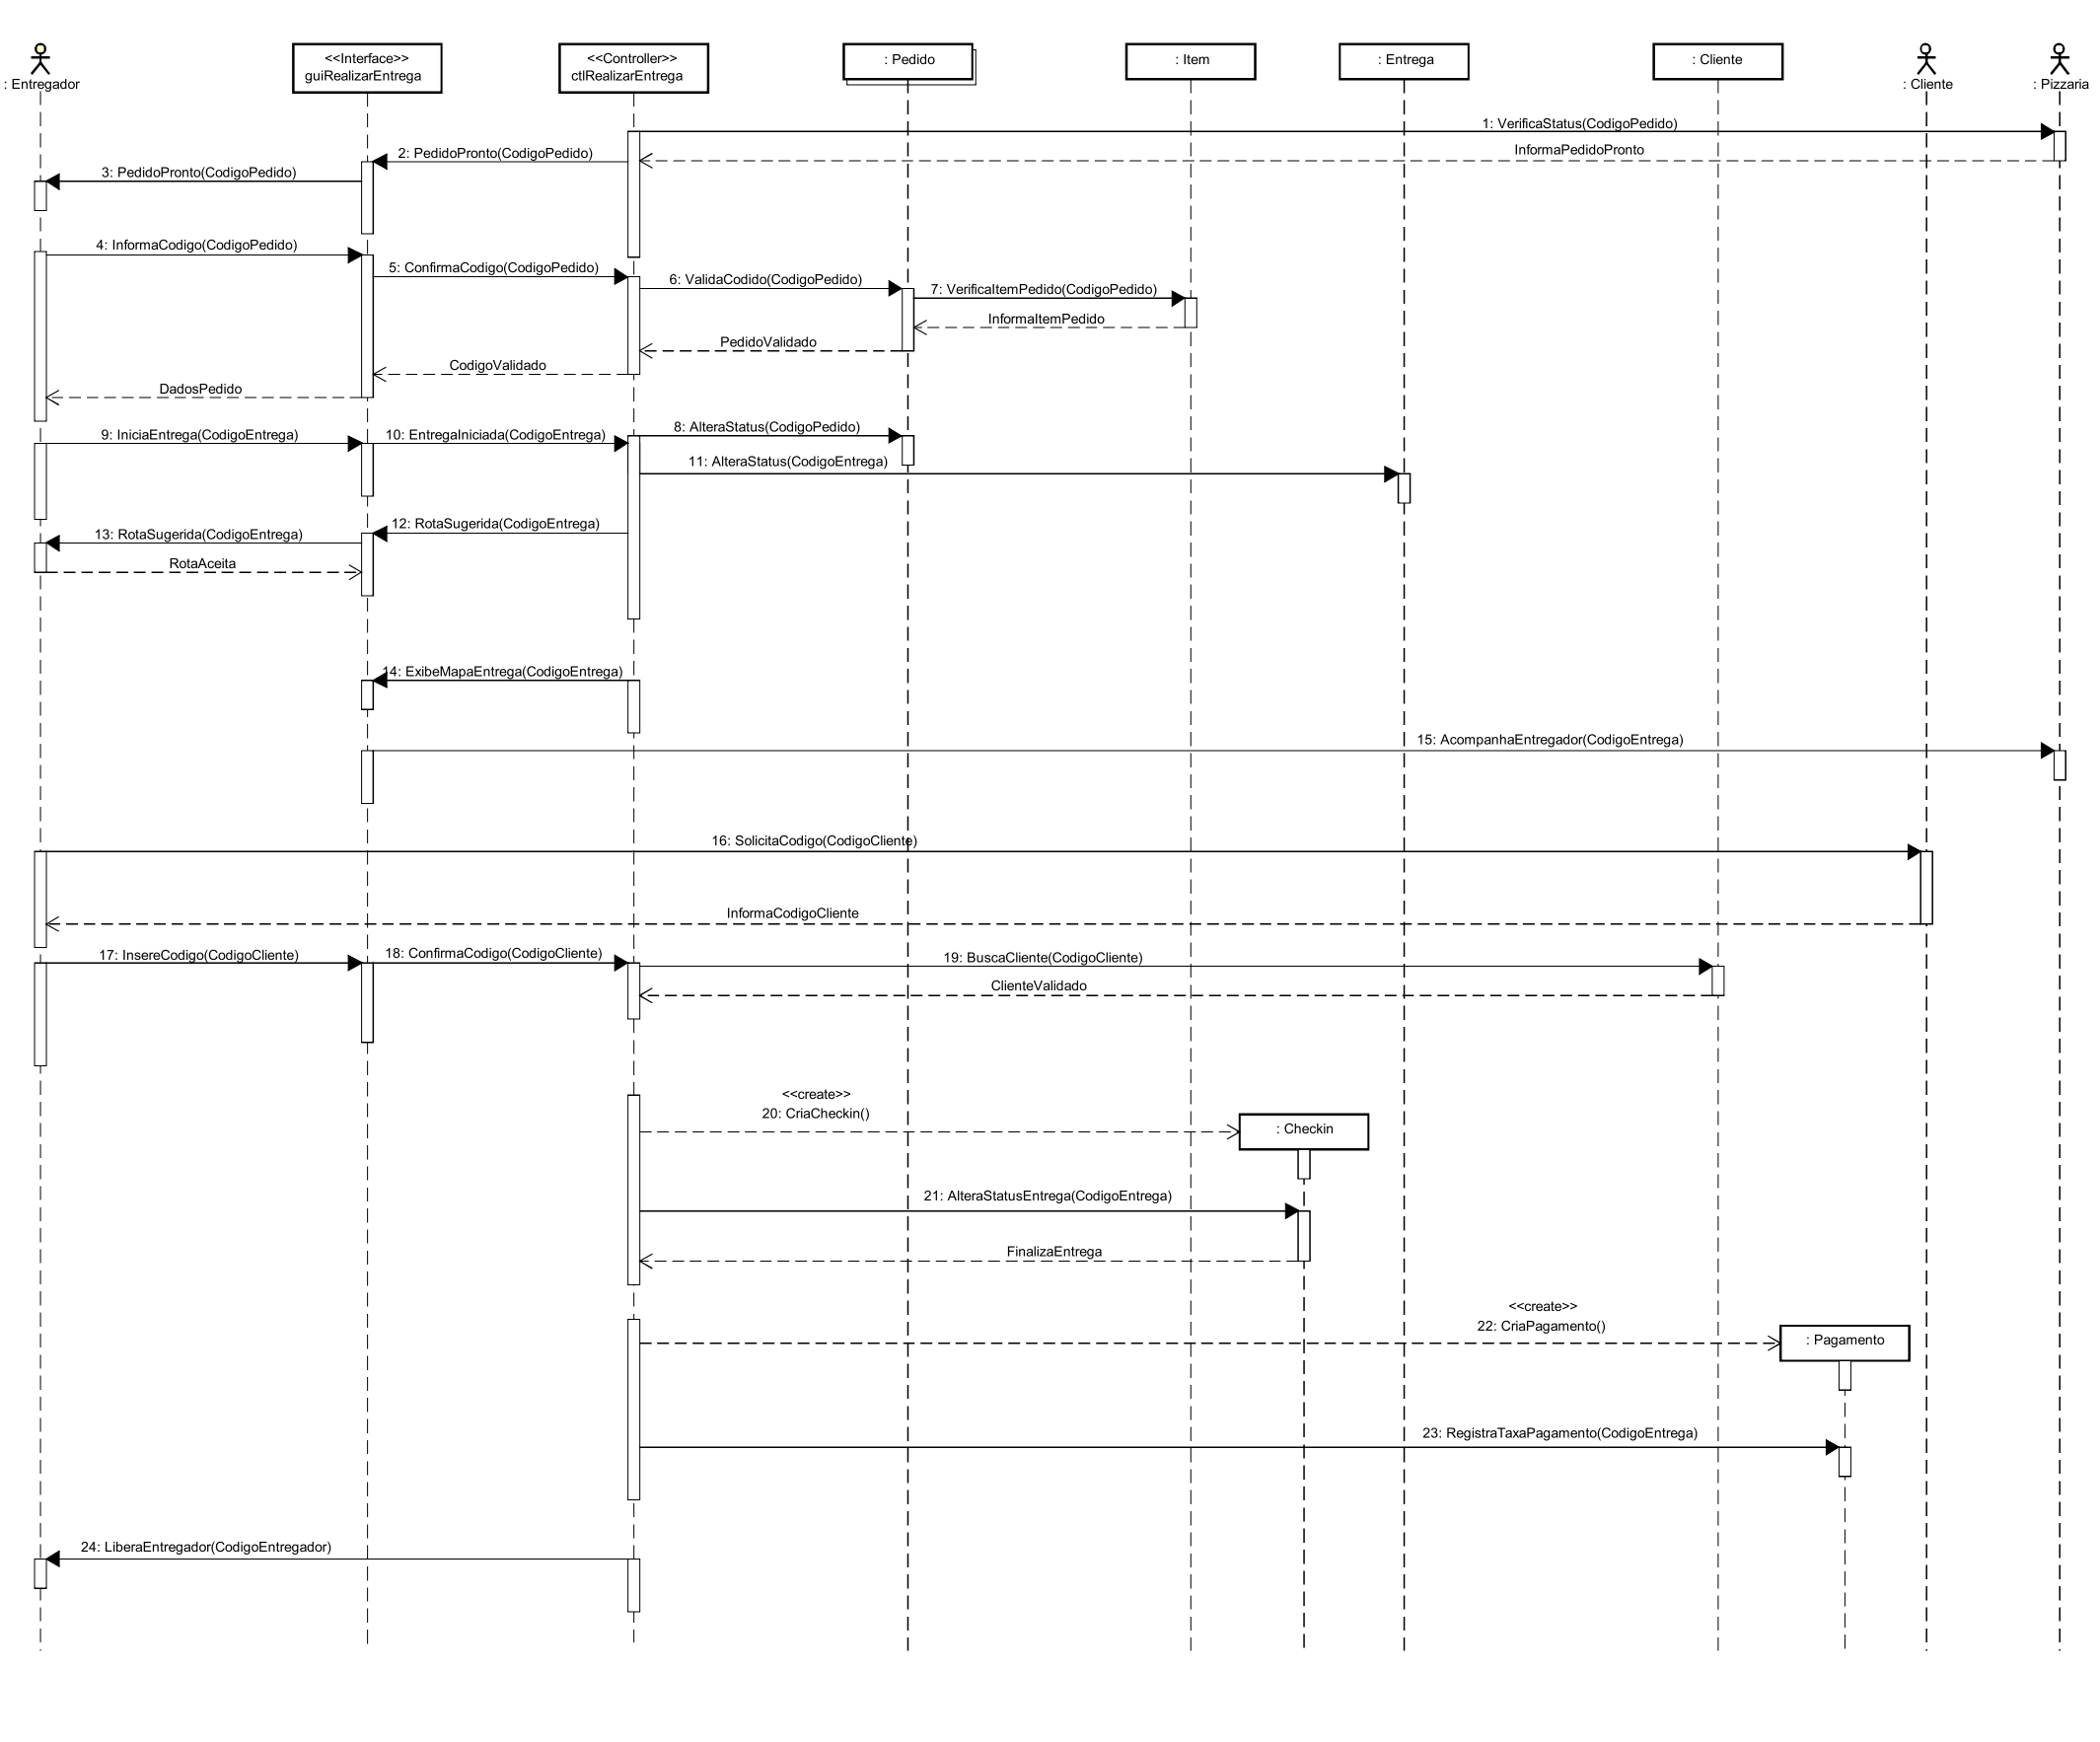 <<Interface>>
guiRealizarEntrega
<<Controller>>
ctlRealizarEntrega
: Pedido
: Item
: Entrega
: Cliente
: Entregador
: Cliente
: Pizzaria
1: VerificaStatus(CodigoPedido)
2: PedidoPronto(CodigoPedido)
InformaPedidoPronto
3: PedidoPronto(CodigoPedido)
4: InformaCodigo(CodigoPedido)
5: ConfirmaCodigo(CodigoPedido)
6: ValidaCodido(CodigoPedido)
7: VerificaItemPedido(CodigoPedido)
InformaItemPedido
PedidoValidado
CodigoValidado
DadosPedido
9: IniciaEntrega(CodigoEntrega)
10: EntregaIniciada(CodigoEntrega)
8: AlteraStatus(CodigoPedido)
11: AlteraStatus(CodigoEntrega)
12: RotaSugerida(CodigoEntrega)
13: RotaSugerida(CodigoEntrega)
RotaAceita
14: ExibeMapaEntrega(CodigoEntrega)
15: AcompanhaEntregador(CodigoEntrega)
16: SolicitaCodigo(CodigoCliente)
InformaCodigoCliente
17: InsereCodigo(CodigoCliente)
18: ConfirmaCodigo(CodigoCliente)
19: BuscaCliente(CodigoCliente)
ClienteValidado
<<create>>
20: CriaCheckin()
: Checkin
21: AlteraStatusEntrega(CodigoEntrega)
FinalizaEntrega
<<create>>
22: CriaPagamento()
: Pagamento
23: RegistraTaxaPagamento(CodigoEntrega)
24: LiberaEntregador(CodigoEntregador)